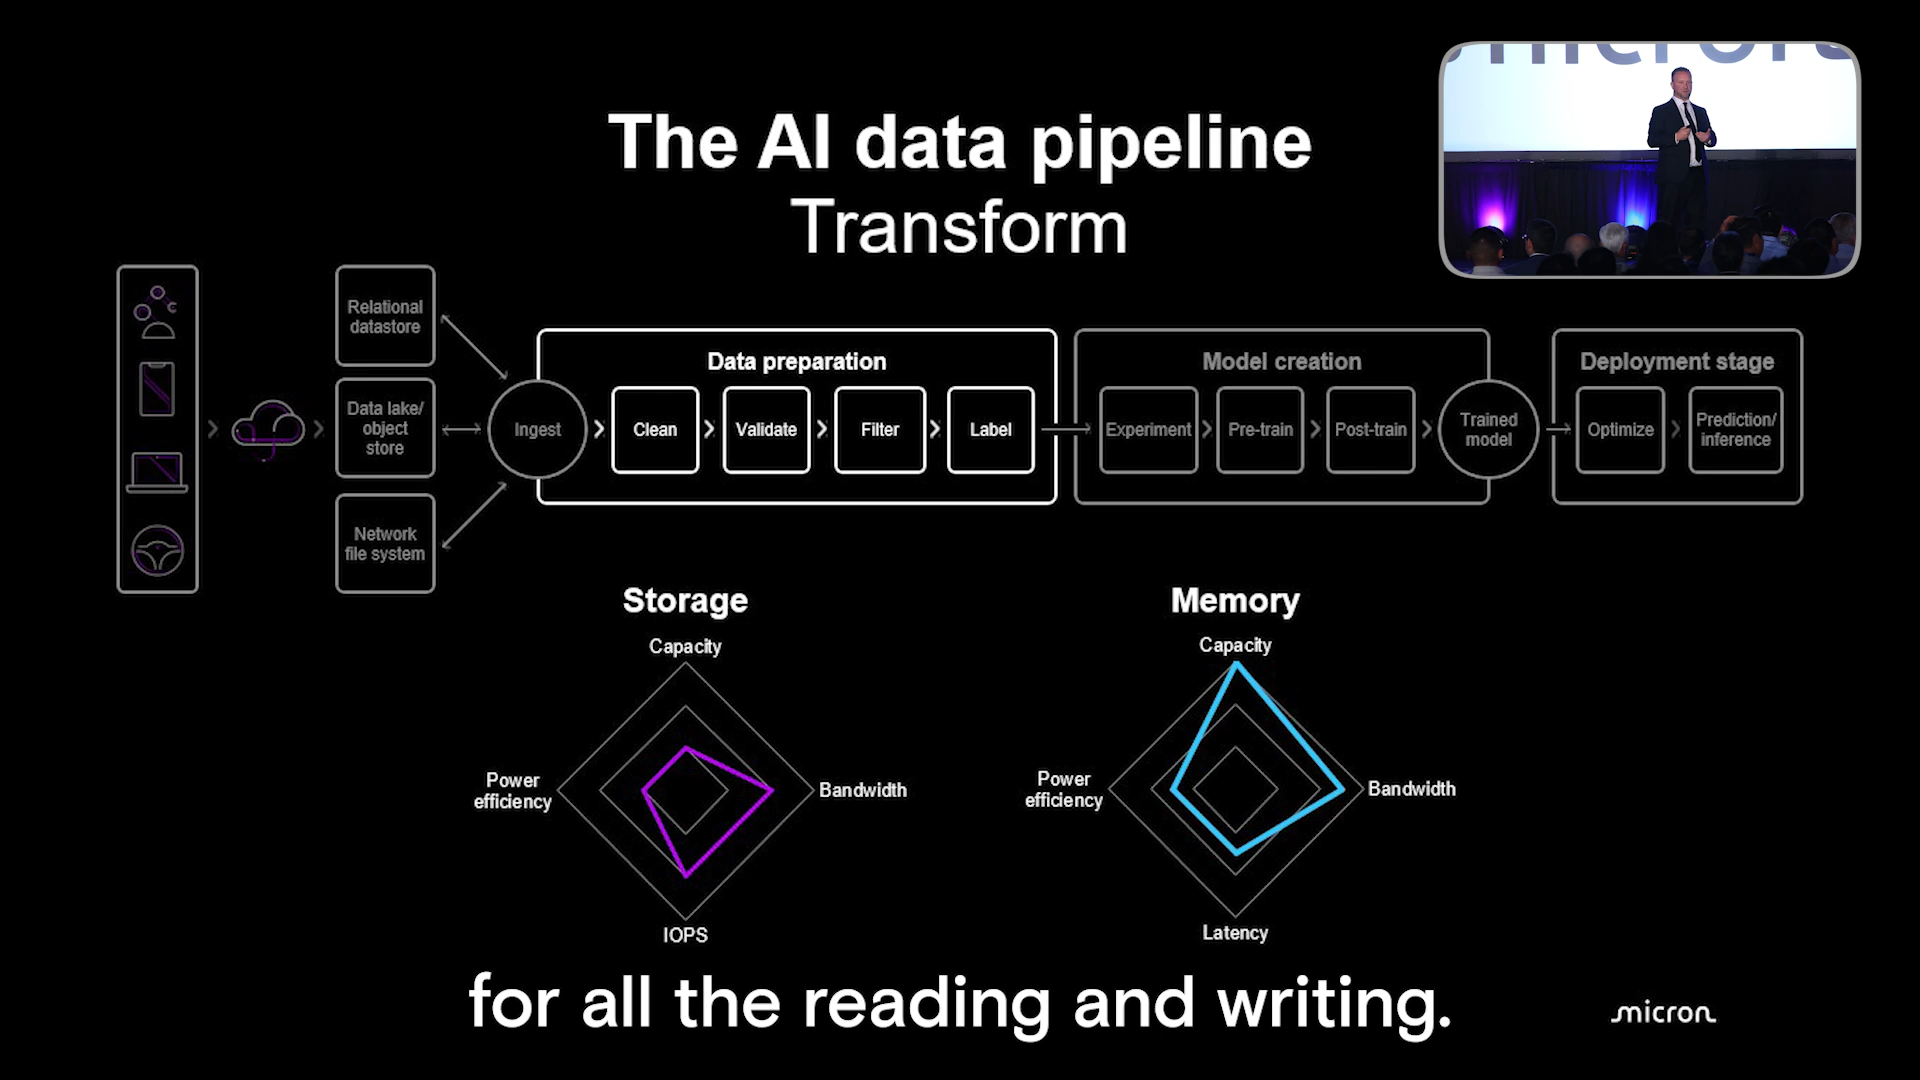 The AI data pipeline
Transform
Relational
datastore
Data lake/
object
store
Network
file system
Ingest
Data preparation
Clean
Validate
Filter
Label
Model creation
Experiment
Pre-train
Post-train
Trained
model
Deployment stage
Optimize
Prediction/
inference
Storage
Capacity
Power
efficiency
Bandwidth
IOPS
Memory
Capacity
Power
efficiency
Bandwidth
Latency
for all the reading and writing.
micron